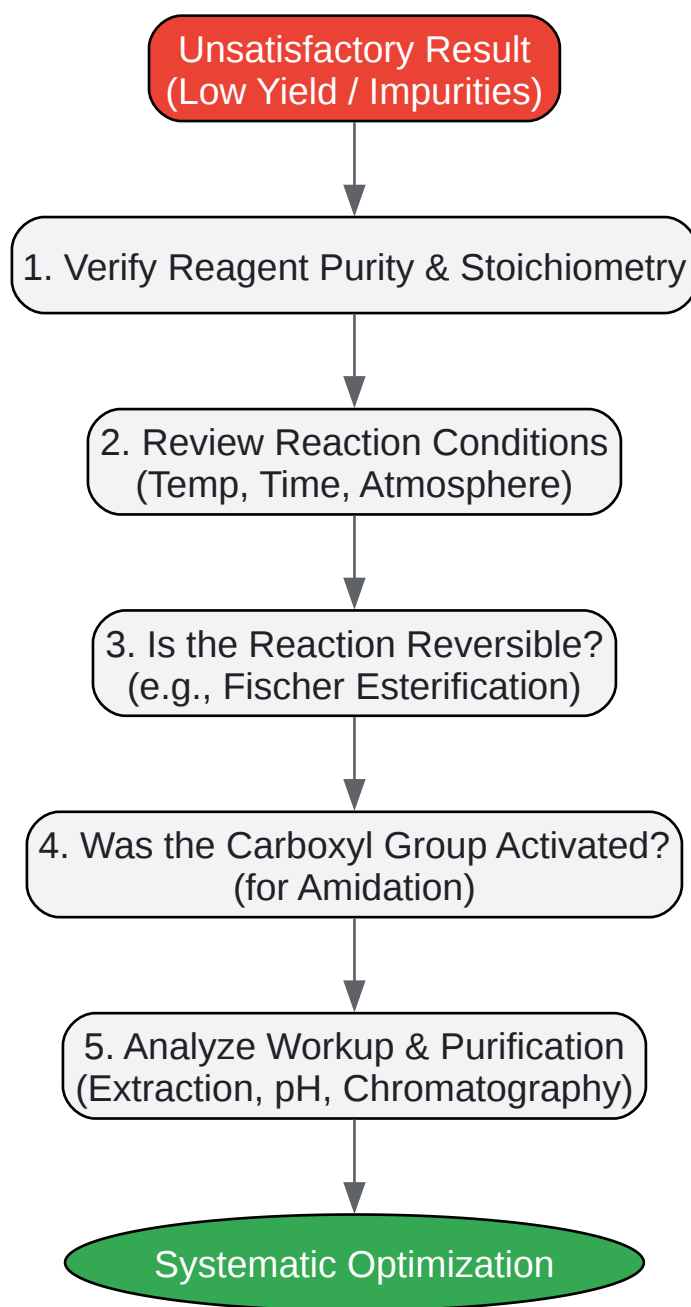 Unsatisfactory Result
(Low Yield / Impurities)
1. Verify Reagent Purity & Stoichiometry
2. Review Reaction Conditions
(Temp, Time, Atmosphere)
3. Is the Reaction Reversible?
(e.g., Fischer Esterification)
4. Was the Carboxyl Group Activated?
(for Amidation)
5. Analyze Workup & Purification
(Extraction, pH, Chromatography)
Systematic Optimization